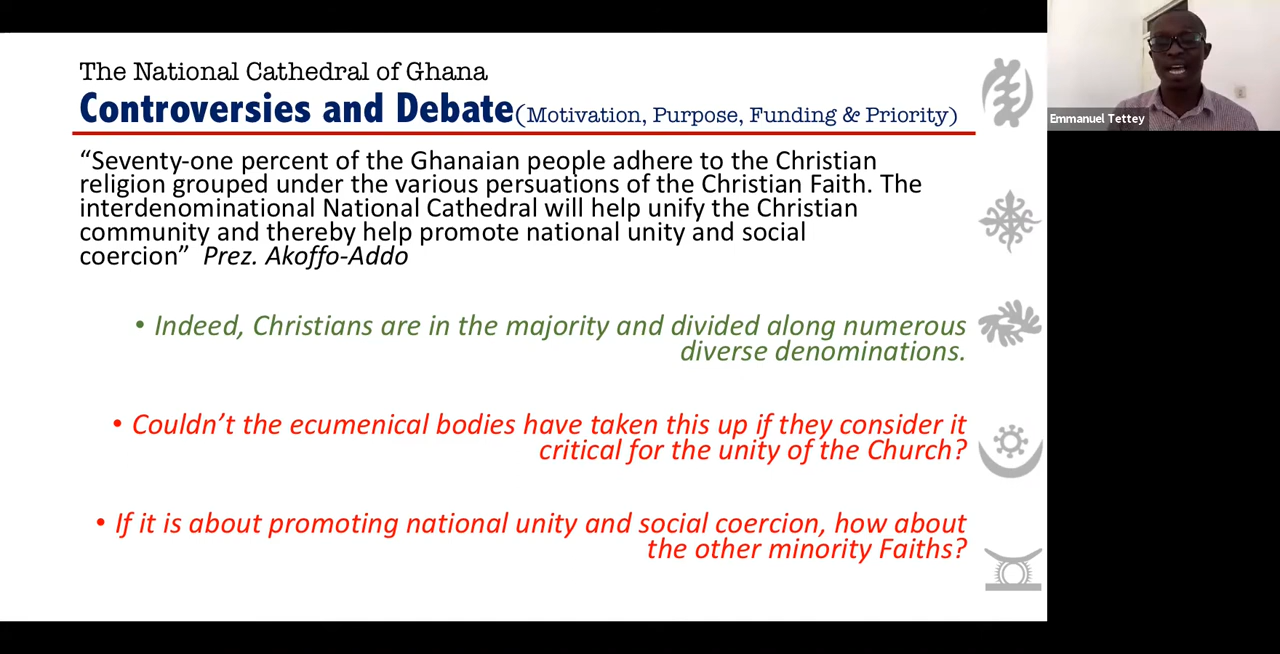 The National Cathedral of Ghana
Controversies and Debate(Motivation, Purpose, Funding & Priority)
“Seventy-one percent of the Ghanaian people adhere to the Christian
religion grouped under the various persuations of the Christian Faith. The
interdenominational National Cathedral will help unify the Christian
community and thereby help promote national unity and social
coercion” Prez. Akoffo-Addo
• Indeed, Christians are in the majority and divided along numerous
diverse denominations.
• Couldn’t the ecumenical bodies have taken this up if they consider it
critical for the unity of the Church?
• If it is about promoting national unity and social coercion, how about
the other minority Faiths?
Emmanuel Tettey